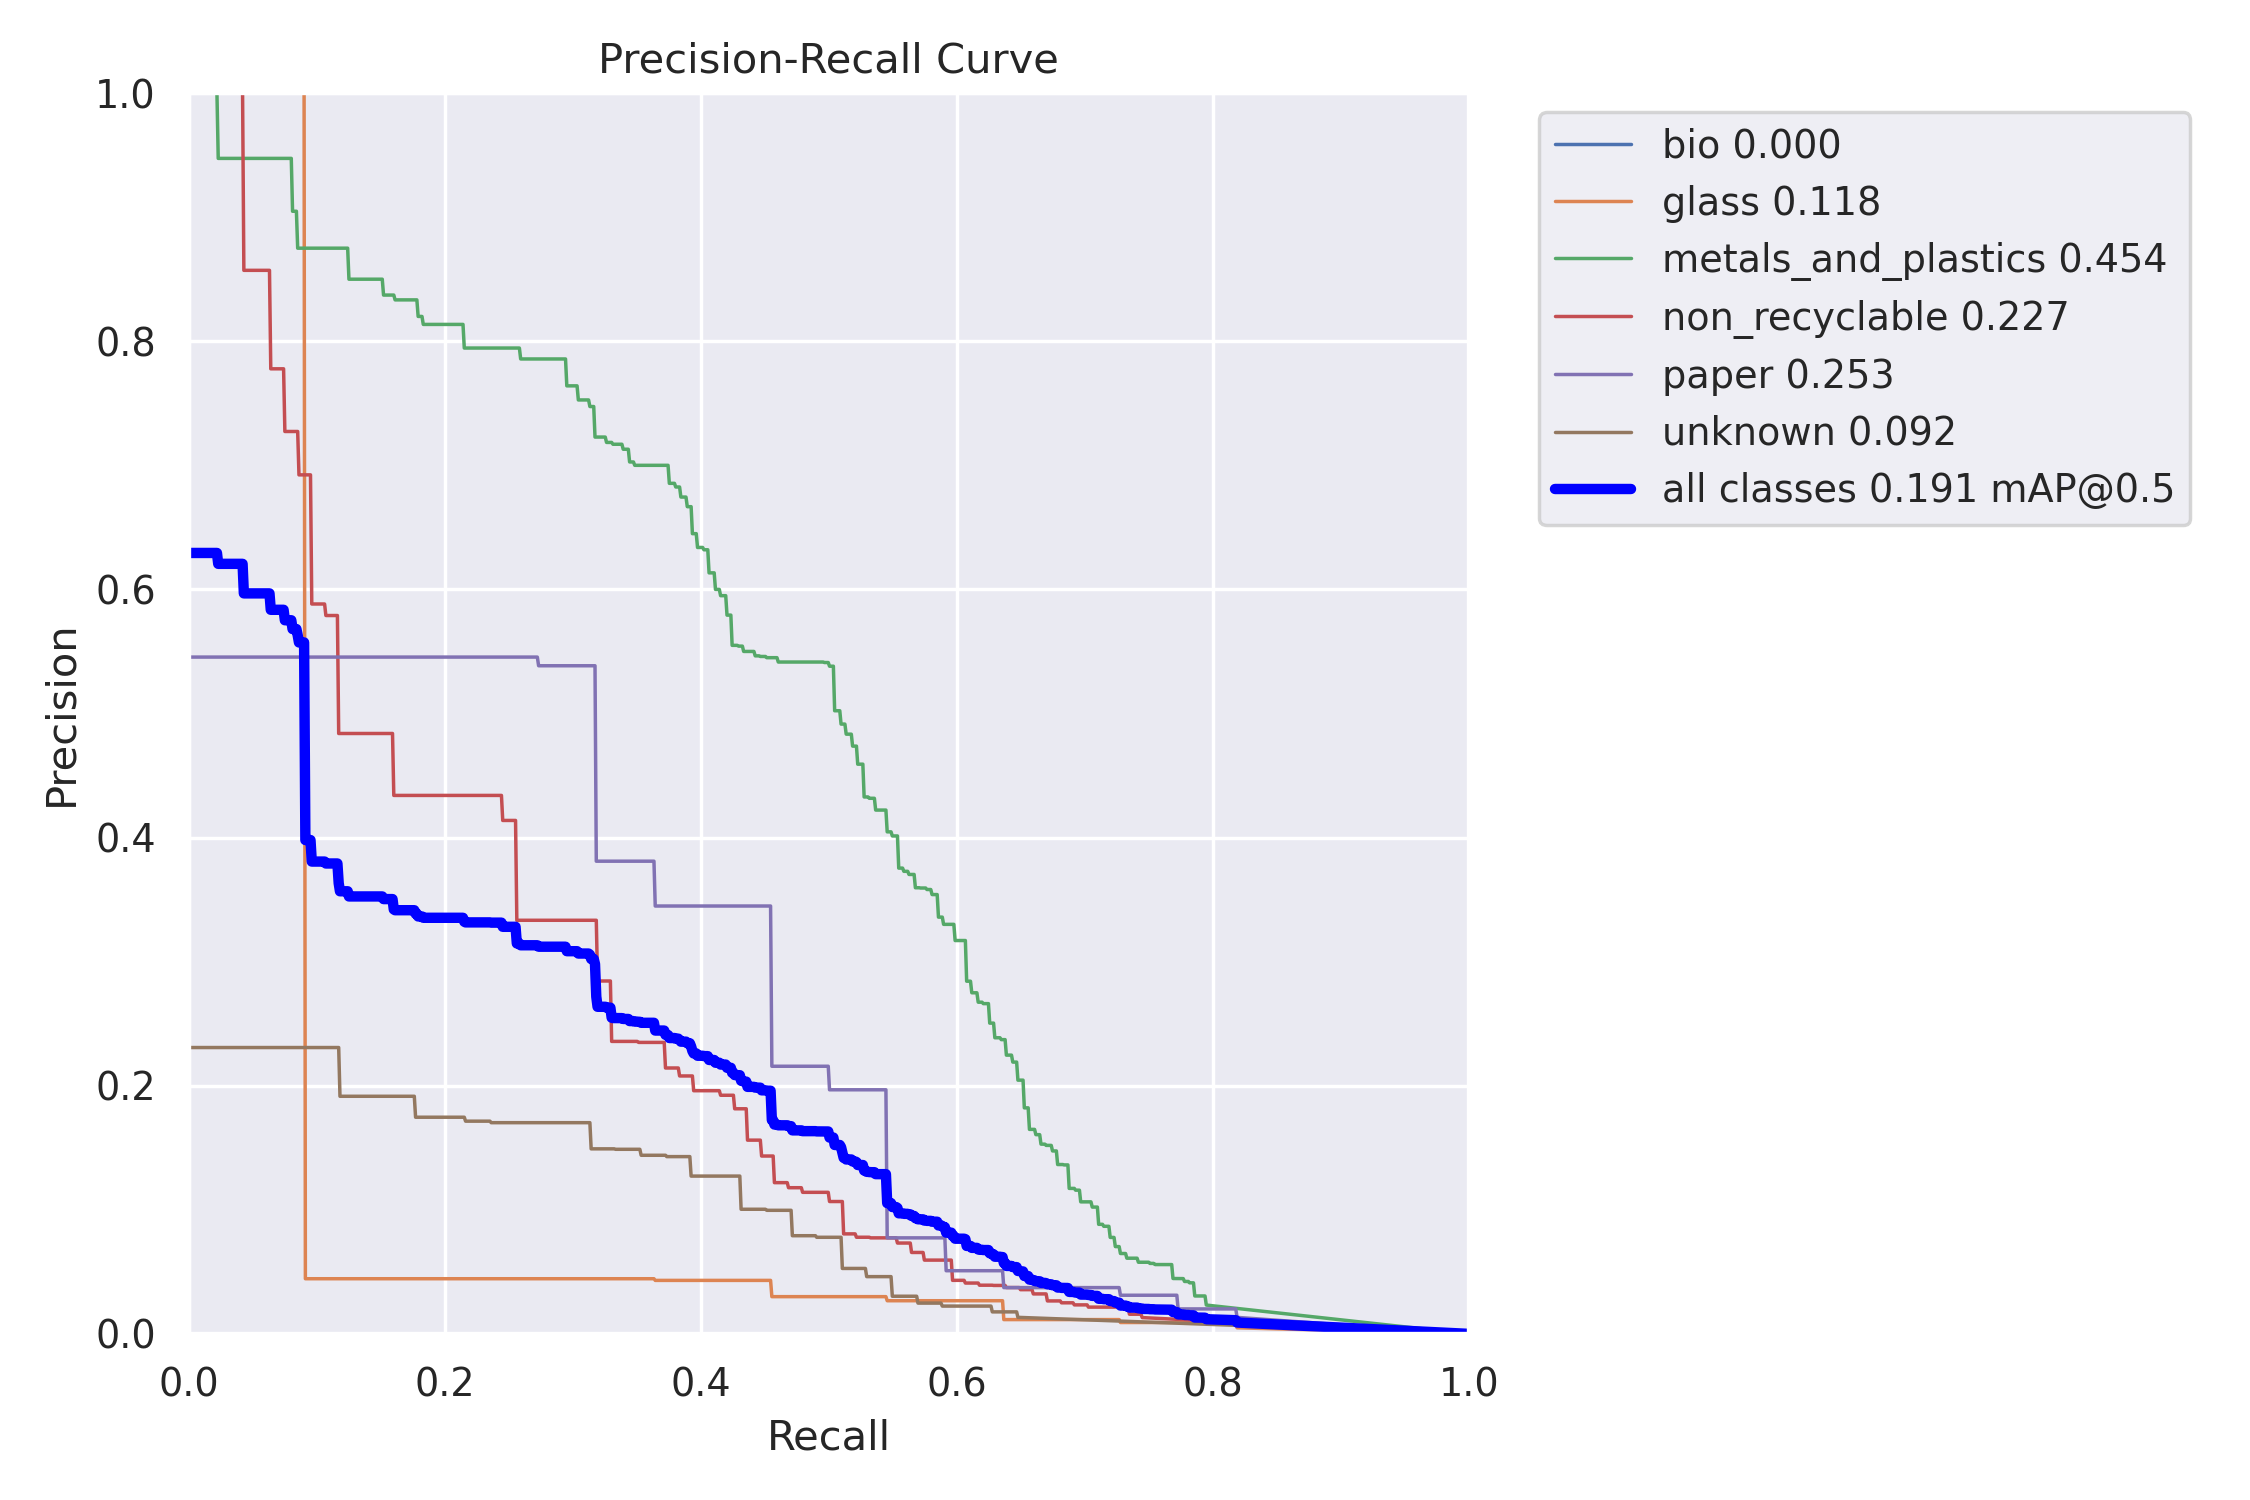 Precision-Recall Curve
1.0
0.8
0.6
0.4
0.2
0.0
Precision
0.0 0.2 0.4 0.6 0.8 1.0
Recall
bio 0.000
glass 0.118
metals_and_plastics 0.454
non_recyclable 0.227
paper 0.253
unknown 0.092
all classes 0.191 mAP@0.5